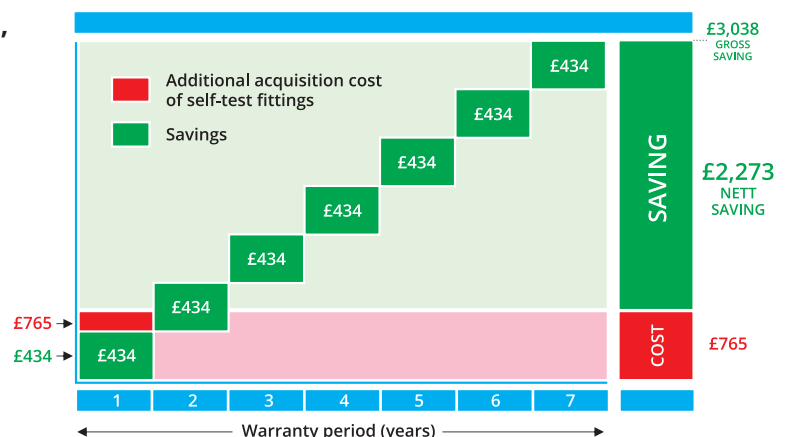 ,
£3,038
GROSS
SAVING
Additional acquisition cost
of self-test fittings
Savings
£434
£434
£434
£434
£434
£434
£434
SAVING
£2,273
NETT
SAVING
£765
£434
COST
£765
1 2 3 4 5 6 7
Warranty period (years)